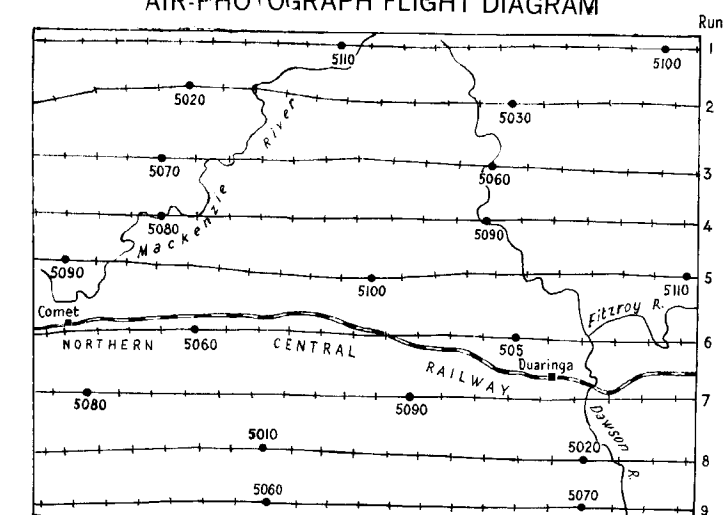 AIR-PHOTOGRAPH FLIGHT DIAGRAM
Run
1
5110
5100
5020
5030
2
River
5070
5060
3
Mackenzie
5080
5090
4
5090
5100
5110
5
Comet
Fitzroy R.
NORTHERN
5060
CENTRAL
505
6
Duaringa
RAILWAY
5080
5090
7
Dawson
R.
5010
5020
8
5060
5070
9